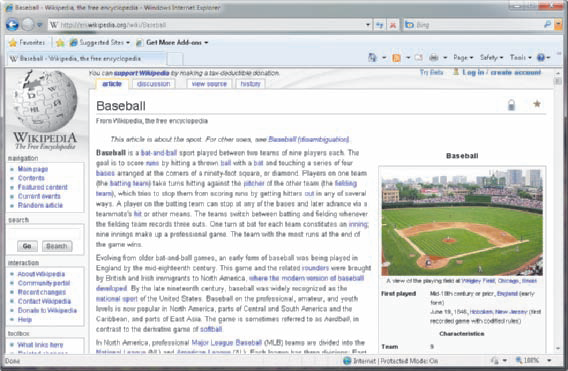 Baseball - Wikipedia, the free encyclopedia - Windows Internet Explorer
http://en.wikipedia.org/wiki/Baseball
Bing
Favorites
Suggested Sites
Get More Add-ons
Baseball - Wikipedia, the free encyclopedia
Page
Safety
Tools
You can support Wikipedia by making a tax-deductible donation.
Try Beta
Log in / create account
article
discussion
view source
history
WIKIPEDIA
The Free Encyclopedia
navigation
Main page
Contents
Featured content
Current events
Random article
search
Go
Search
interaction
About Wikipedia
Community portal
Recent changes
Contact Wikipedia
Donate to Wikipedia
Help
toolbox
What links here
Related changes
Baseball
From Wikipedia, the free encyclopedia
This article is about the sport. For other uses, see Baseball (disambiguation).
Baseball is a bat-and-ball sport played between two teams of nine players each. The
goal is to score runs by hitting a thrown ball with a bat and touching a series of four
bases arranged at the corners of a ninety-foot square, or diamond. Players on one team
(the batting team) take turns hitting against the pitcher of the other team (the fielding
team), which tries to stop them from scoring runs by getting hitters out in any of several
ways. A player on the batting team can stop at any of the bases and later advance via a
teammate's hit or other means. The teams switch between batting and fielding whenever
the fielding team records three outs. One turn at bat for each team constitutes an inning;
nine innings make up a professional game. The team with the most runs at the end of
the game wins.
Evolving from older bat-and-ball games, an early form of baseball was being played in
England by the mid-eighteenth century. This game and the related rounders were brought
by British and Irish immigrants to North America, where the modern version of baseball
developed. By the late nineteenth century, baseball was widely recognized as the
national sport of the United States. Baseball on the professional, amateur, and youth
levels is now popular in North America, parts of Central and South America and the
Caribbean, and parts of East Asia. The game is sometimes referred to as hardball, in
contrast to the derivative game of softball.
In North America, professional Major League Baseball (MLB) teams are divided into the
National League (NL) and American League (AL). Each league has three divisions: East,
Baseball
A view of the playing field at Wrigley Field, Chicago, Illinois
First played
Mid-18th century or prior, England (early
form)
June 19, 1846, Hoboken, New Jersey (first
recorded game with codified rules)
Characteristics
Team
9
Done
Internet | Protected Mode: On
100%